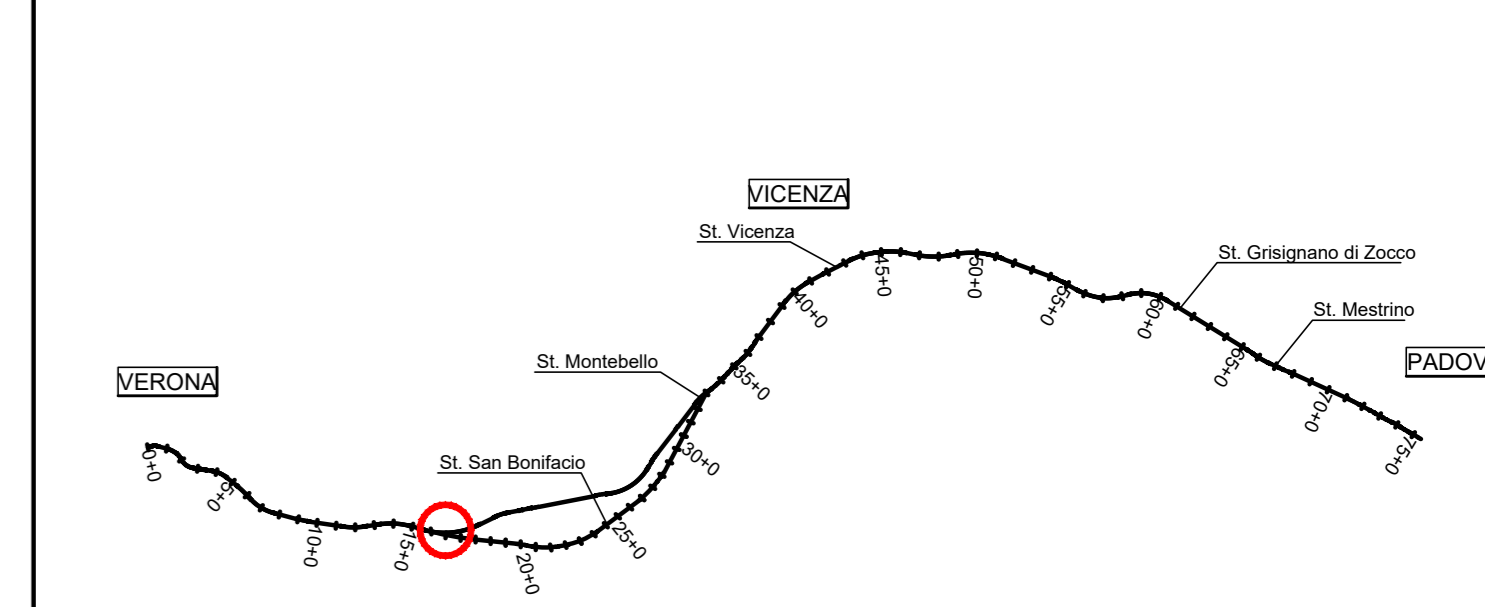 VICENZA
St. Vicenza
St. Grisignano di Zocco
St. Mestrino
PADOV
St. Montebello
VERONA
St. San Bonifacio
0+0
5+0
10+0
15+0
20+0
25+0
30+0
35+0
40+0
45+0
50+0
55+0
60+0
65+0
70+0
75+0